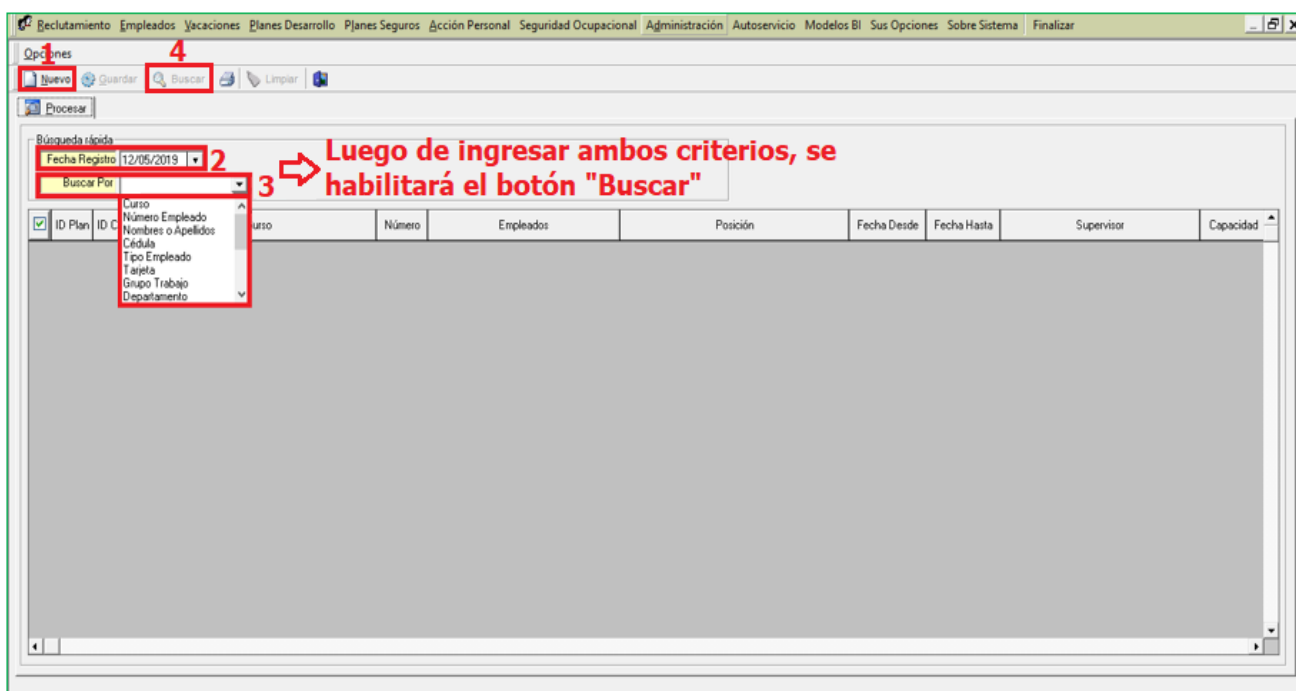 Reclutamiento Empleados Vacaciones Planes Desarrollo Planes Seguros Acción Personal Seguridad Ocupacional Administración Autoservicio Modelos BI Sus Opciones Sobre Sistema Finalizar
Opciones
1 4
Nuevo Guardar Buscar Limpiar
Procesar
Búsqueda rápida
Fecha Registro 12/05/2019 2
Buscar Por 3
Luego de ingresar ambos criterios, se
habilitará el botón "Buscar"
ID Plan ID C urso Número Empleados Posición Fecha Desde Fecha Hasta Supervisor Capacidad
Curso
Número Empleado
Nombres o Apellidos
Cédula
Tipo Empleado
Tarjeta
Grupo Trabajo
Departamento